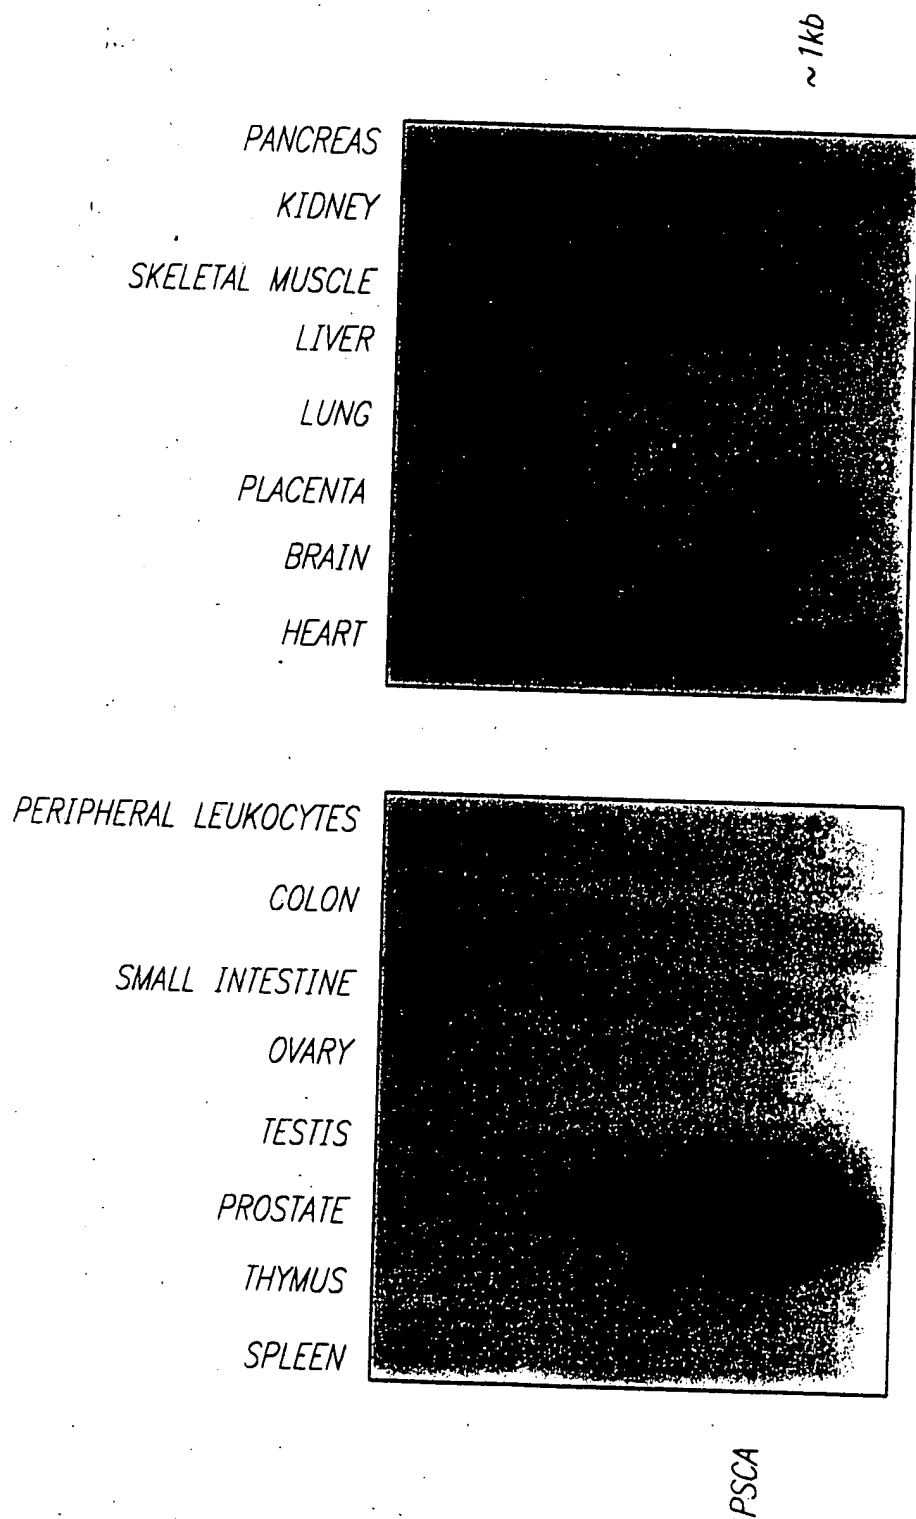 ~ 1kb
PANCREAS
KIDNEY
SKELETAL MUSCLE
LIVER
LUNG
PLACENTA
BRAIN
HEART
PERIPHERAL LEUKOCYTES
COLON
SMALL INTESTINE
OVARY
TESTIS
PROSTATE
THYMUS
SPLEEN
PSCA